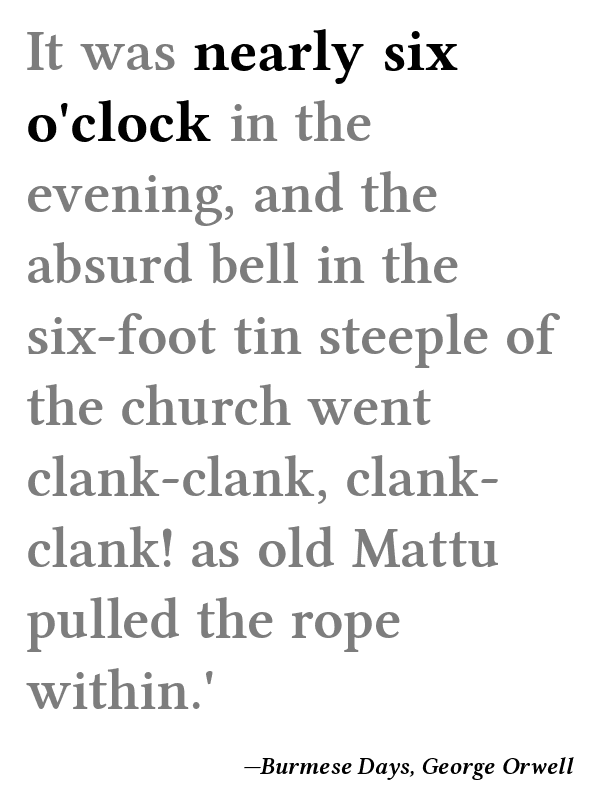 It was nearly six
o'clock in the
evening, and the
absurd bell in the
six-foot tin steeple of
the church went
clank-clank, clank-
clank! as old Mattu
pulled the rope
within.'
—Burmese Days, George Orwell